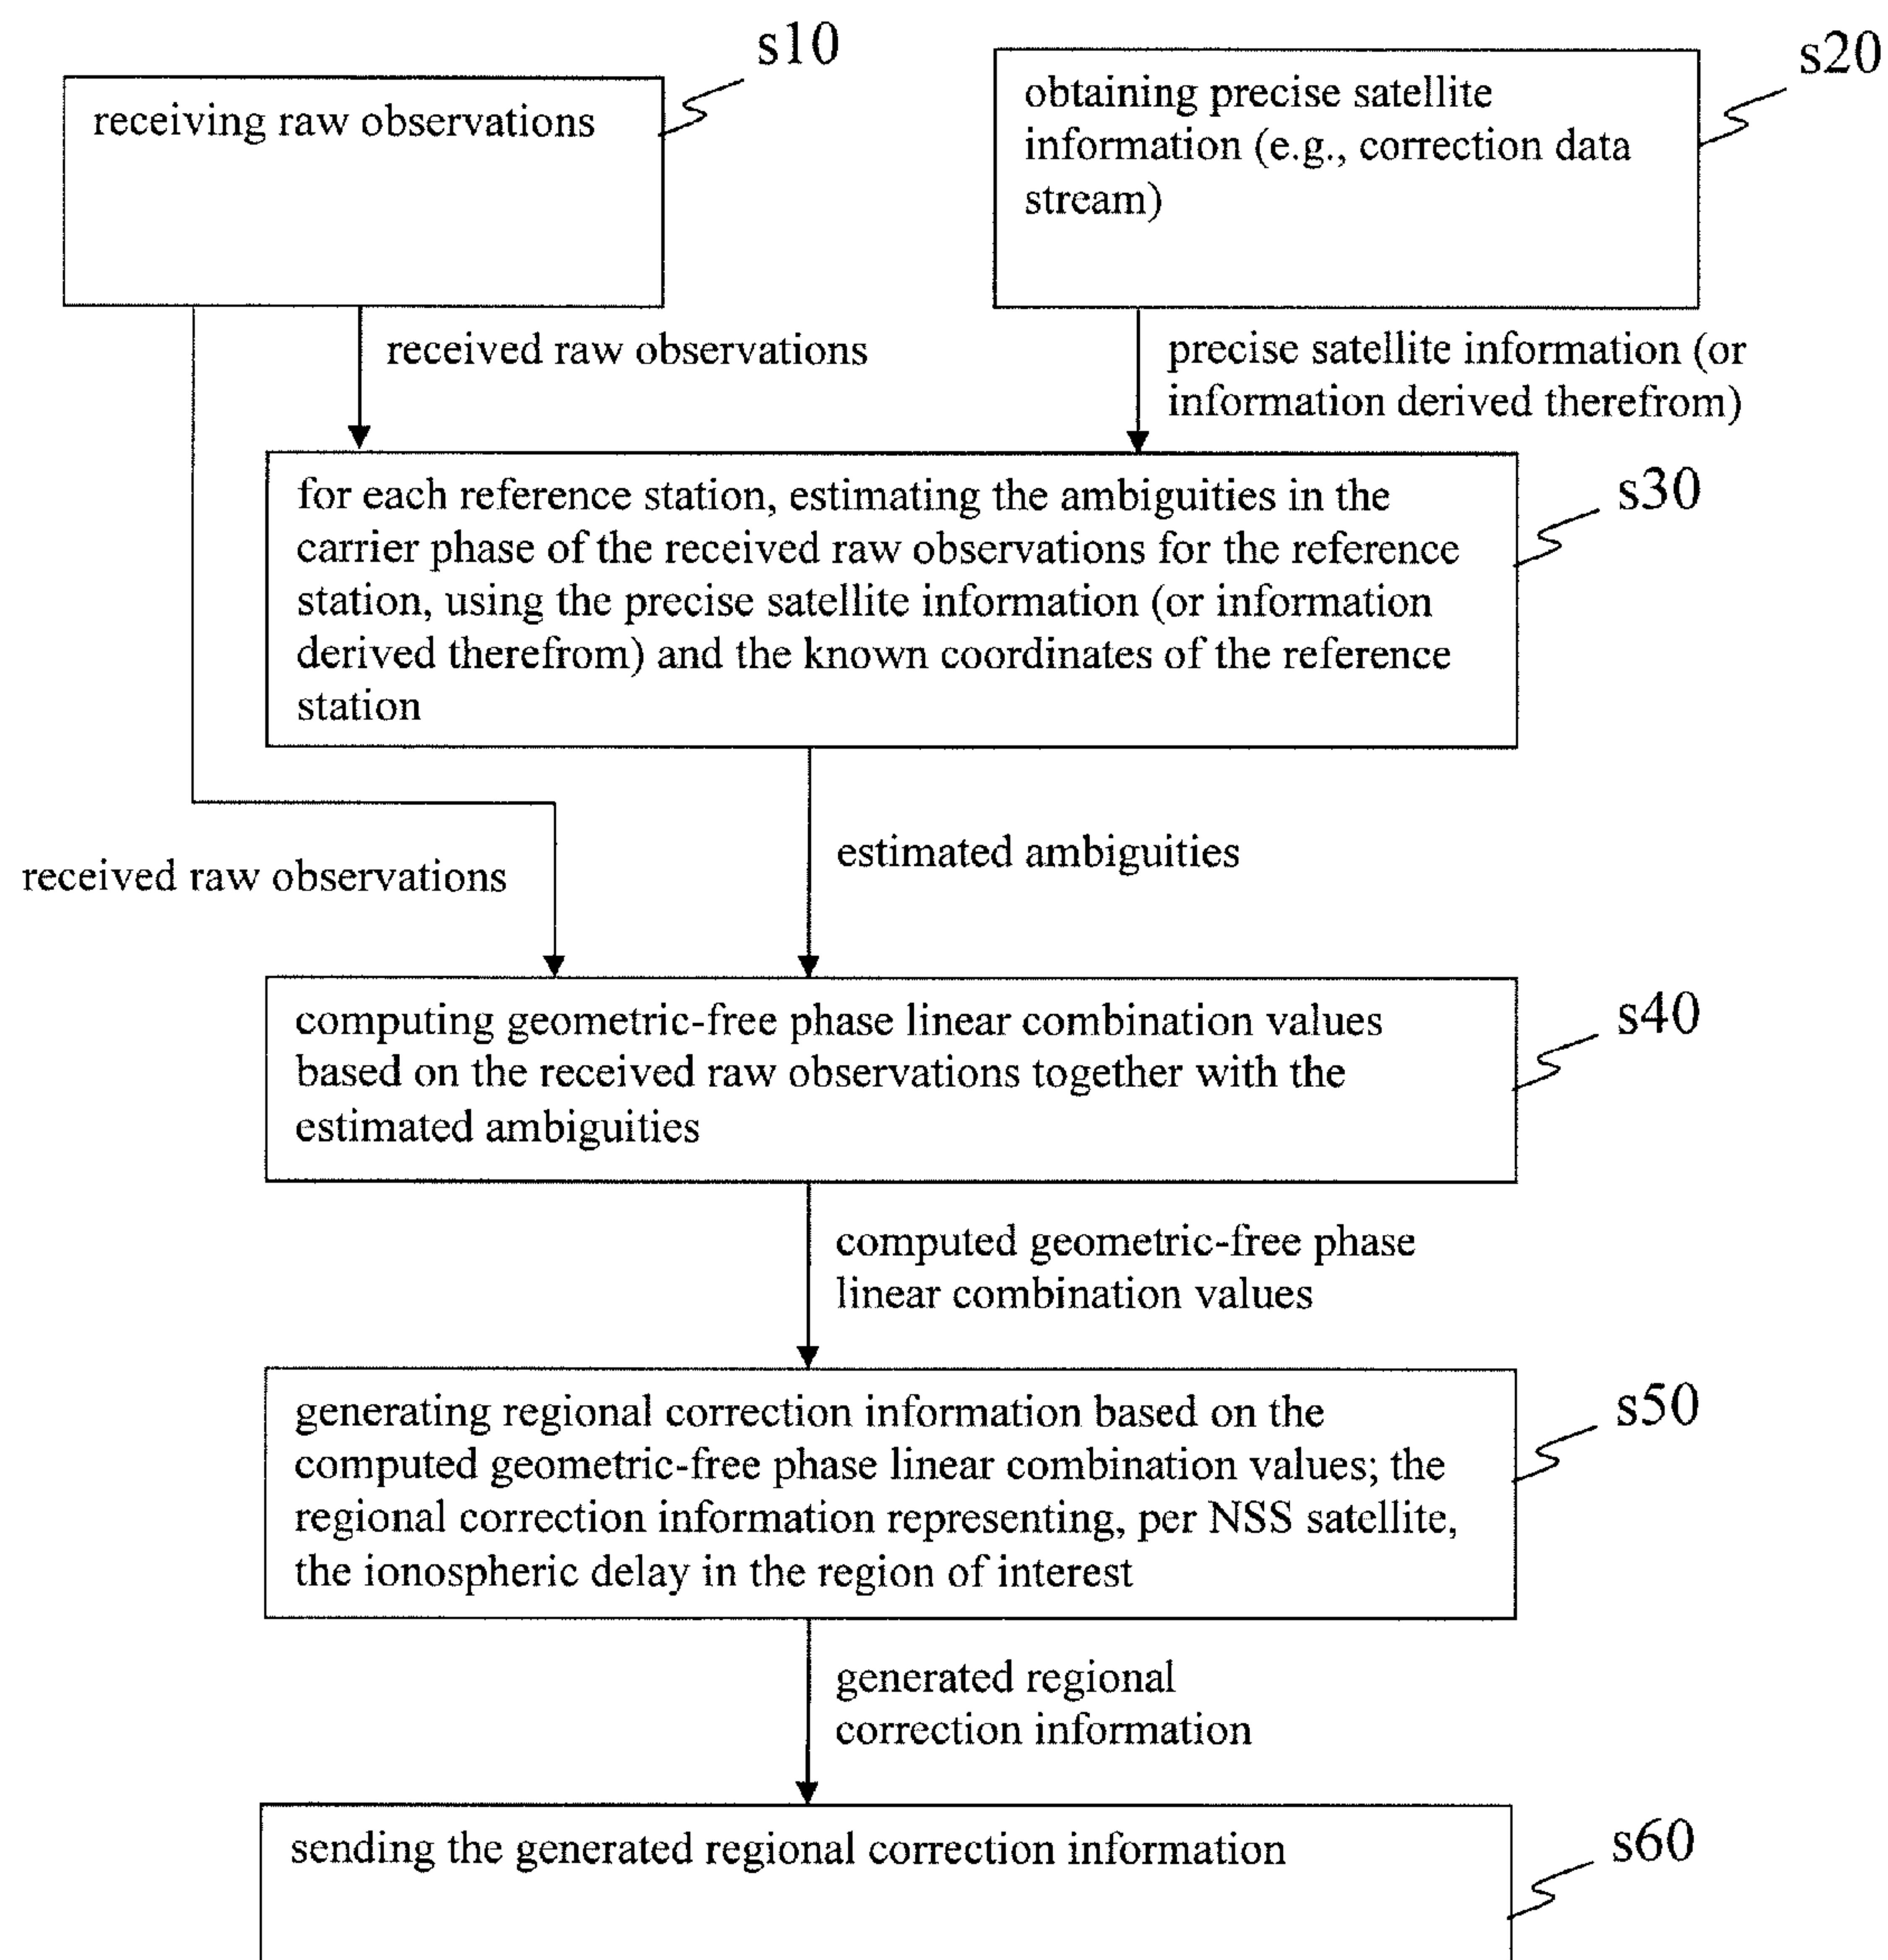 s10
receiving raw observations
s20
obtaining precise satellite
information (e.g., correction data
stream)
received raw observations
precise satellite information (or
information derived therefrom)
s30
for each reference station, estimating the ambiguities in the
carrier phase of the received raw observations for the reference
station, using the precise satellite information (or information
derived therefrom) and the known coordinates of the reference
station
estimated ambiguities
received raw observations
s40
computing geometric-free phase linear combination values
based on the received raw observations together with the
estimated ambiguities
computed geometric-free phase
linear combination values
s50
generating regional correction information based on the
computed geometric-free phase linear combination values; the
regional correction information representing, per NSS satellite,
the ionospheric delay in the region of interest
generated regional
correction information
s60
sending the generated regional correction information